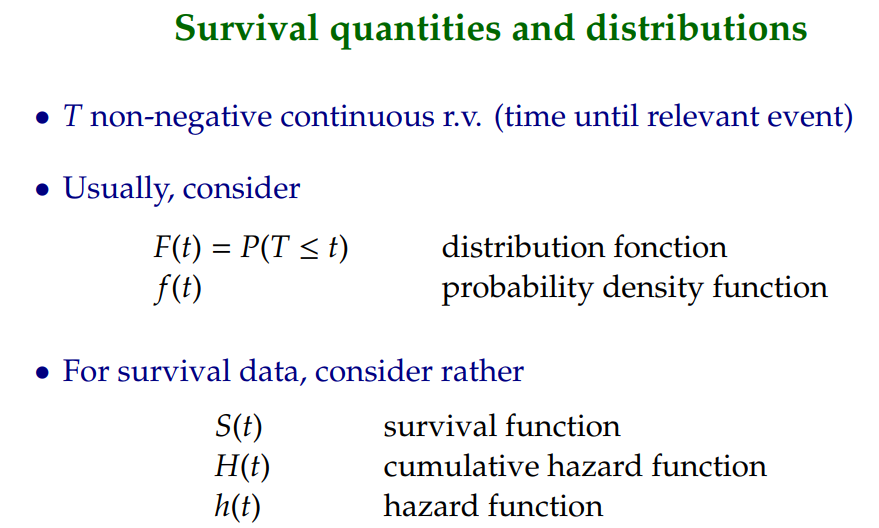 Survival quantities and distributions
• T non-negative continuous r.v. (time until relevant event)
• Usually, consider
F(t) = P(T ≤ t) distribution fonction
f(t) probability density function
• For survival data, consider rather
S(t) survival function
H(t) cumulative hazard function
h(t) hazard function